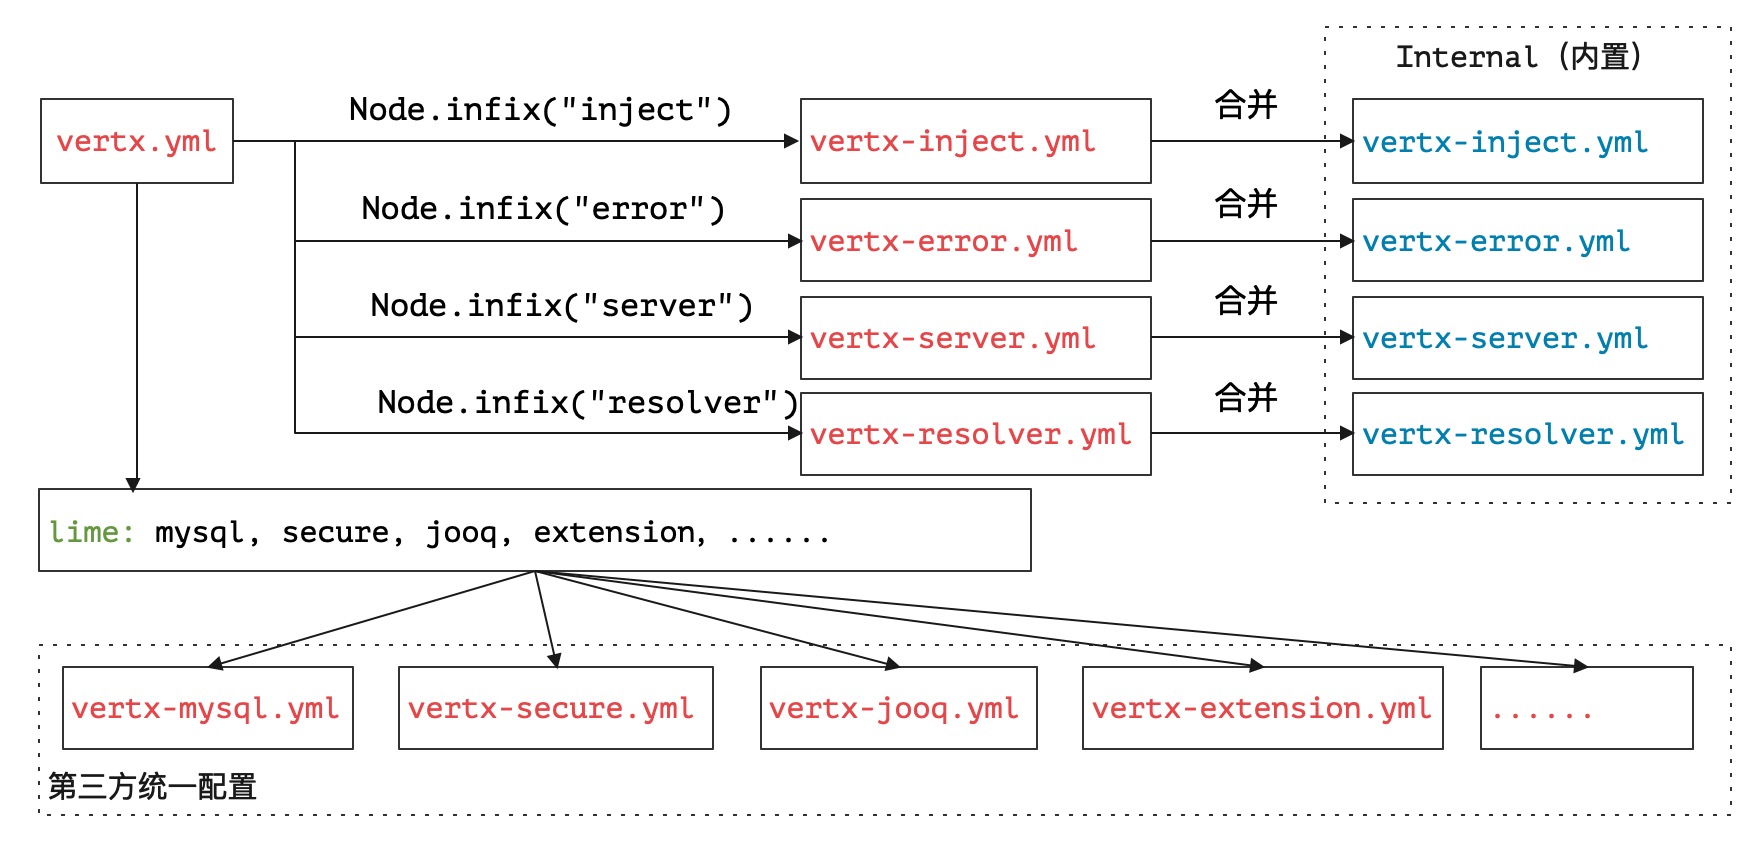 Internal（内置）
vertx.yml
Node.infix("inject")
vertx-inject.yml
合并
vertx-inject.yml
Node.infix("error")
vertx-error.yml
合并
vertx-error.yml
Node.infix("server")
vertx-server.yml
合并
vertx-server.yml
Node.infix("resolver")
vertx-resolver.yml
合并
vertx-resolver.yml
lime: mysql, secure, jooq, extension, ......
vertx-mysql.yml
vertx-secure.yml
vertx-jooq.yml
vertx-extension.yml
......
第三方统一配置